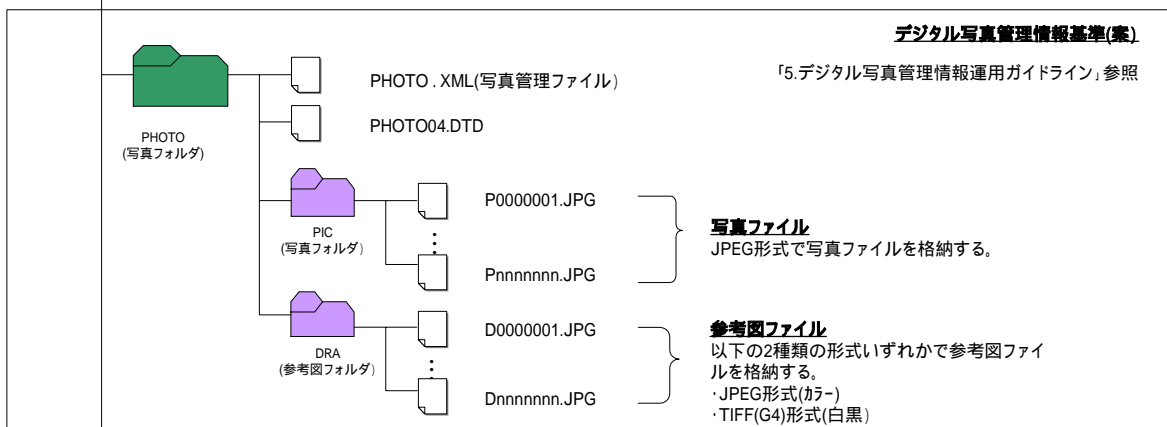 デジタル写真管理情報基準(案)
「5.デジタル写真管理情報運用ガイドライン」参照
PHOTO
(写真フォルダ)
PHOTO.XML(写真管理ファイル)
PHOTO04.DTD
PIC
(写真フォルダ)
P0000001.JPG
Pnnnnnnn.JPG
写真ファイル
JPEG形式で写真ファイルを格納する。
DRA
(参考図フォルダ)
D0000001.JPG
Dnnnnnnn.JPG
参考図ファイル
以下の2種類の形式いずれかで参考図ファイ
ルを格納する。
・JPEG形式(カラー)
・TIFF(G4)形式(白黒)